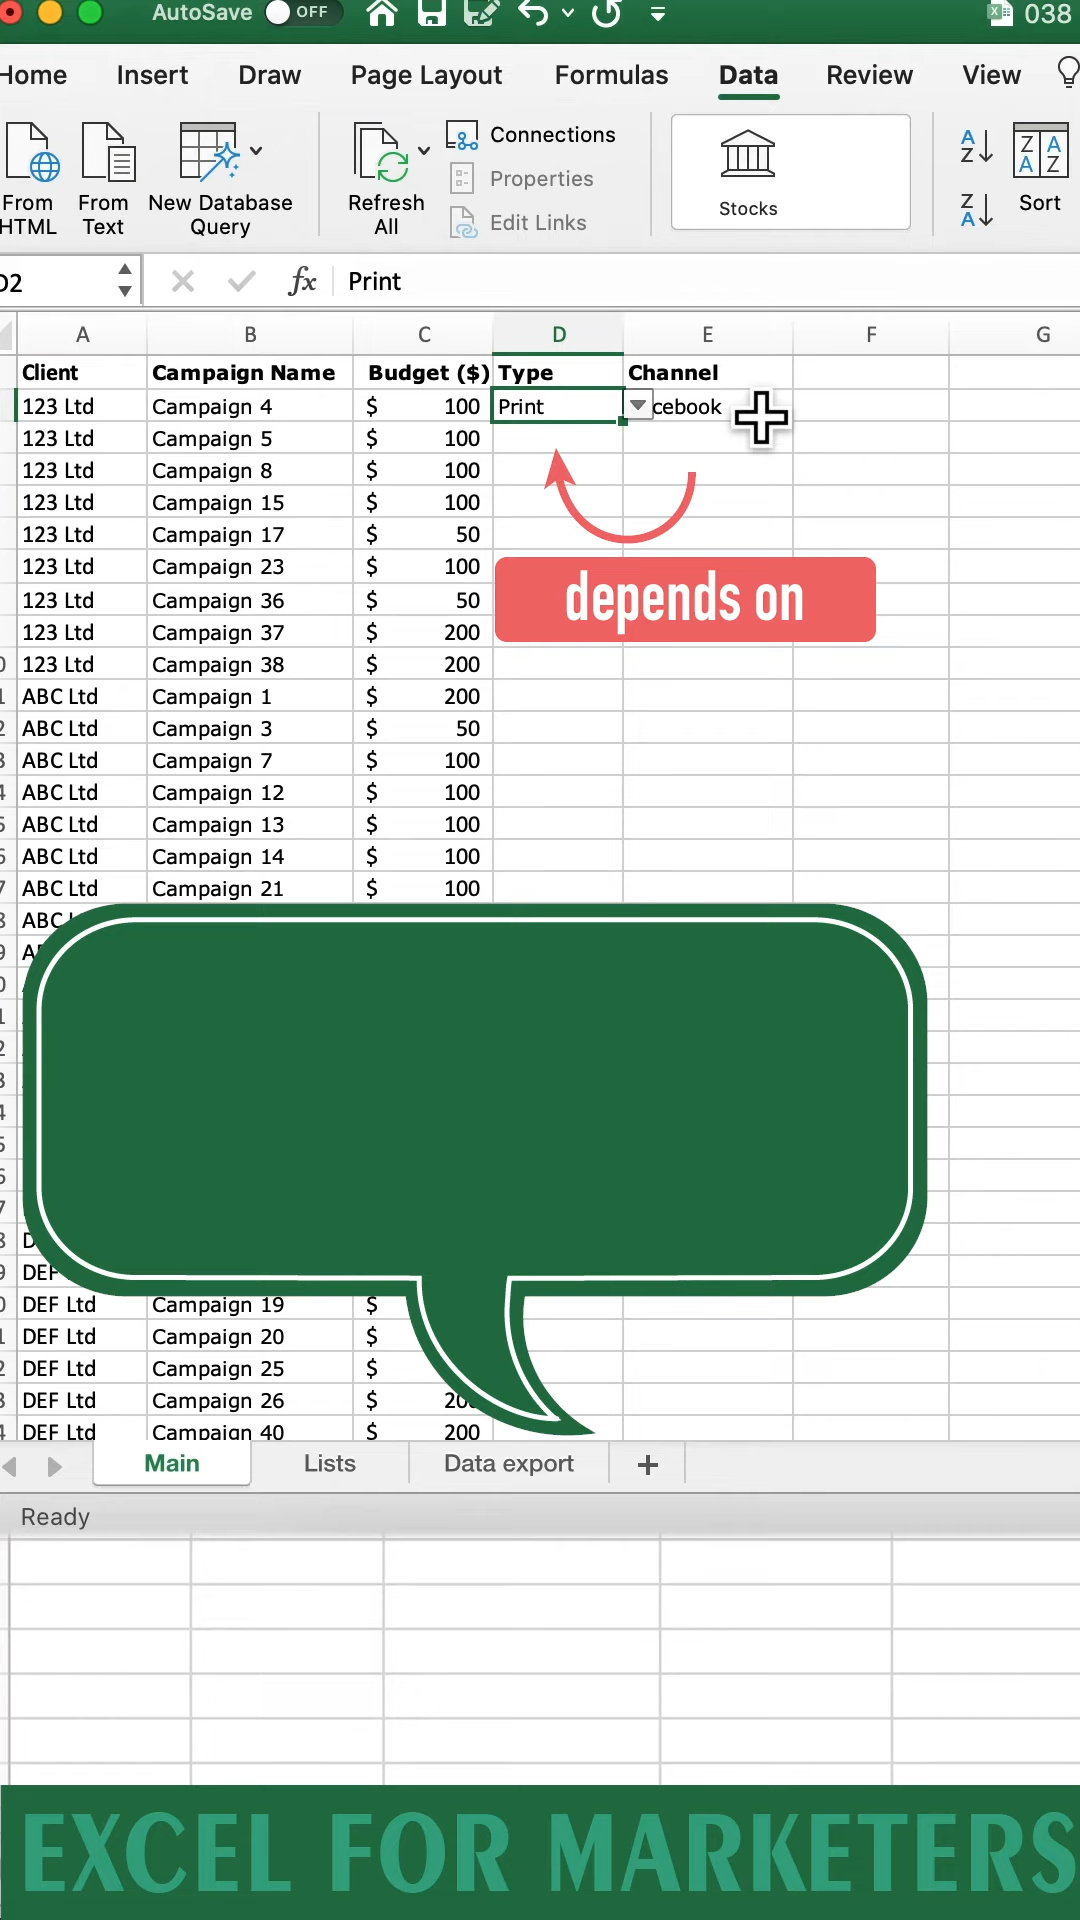 AutoSave OFF 038
Home Insert Draw Page Layout Formulas Data Review View
From HTML
From Text
New Database Query
Refresh All
Connections
Properties
Edit Links
Stocks
Sort
D2 fx Print
A B C D E F G
Client Campaign Name Budget ($) Type Channel
123 Ltd Campaign 4 $ 100 Print cebook
123 Ltd Campaign 5 $ 100
123 Ltd Campaign 8 $ 100
123 Ltd Campaign 15 $ 100
123 Ltd Campaign 17 $ 50
123 Ltd Campaign 23 $ 100
123 Ltd Campaign 36 $ 50
depends on
123 Ltd Campaign 37 $ 200
123 Ltd Campaign 38 $ 200
ABC Ltd Campaign 1 $ 200
ABC Ltd Campaign 3 $ 50
ABC Ltd Campaign 7 $ 100
ABC Ltd Campaign 12 $ 100
ABC Ltd Campaign 13 $ 100
ABC Ltd Campaign 14 $ 100
ABC Ltd Campaign 21 $ 100
ABC
DEF
DEF Ltd Campaign 19 $
DEF Ltd Campaign 20 $
DEF Ltd Campaign 25 $
DEF Ltd Campaign 26 $ 200
DEF Ltd Campaign 40 $ 200
Main Lists Data export +
Ready
EXCEL FOR MARKETERS